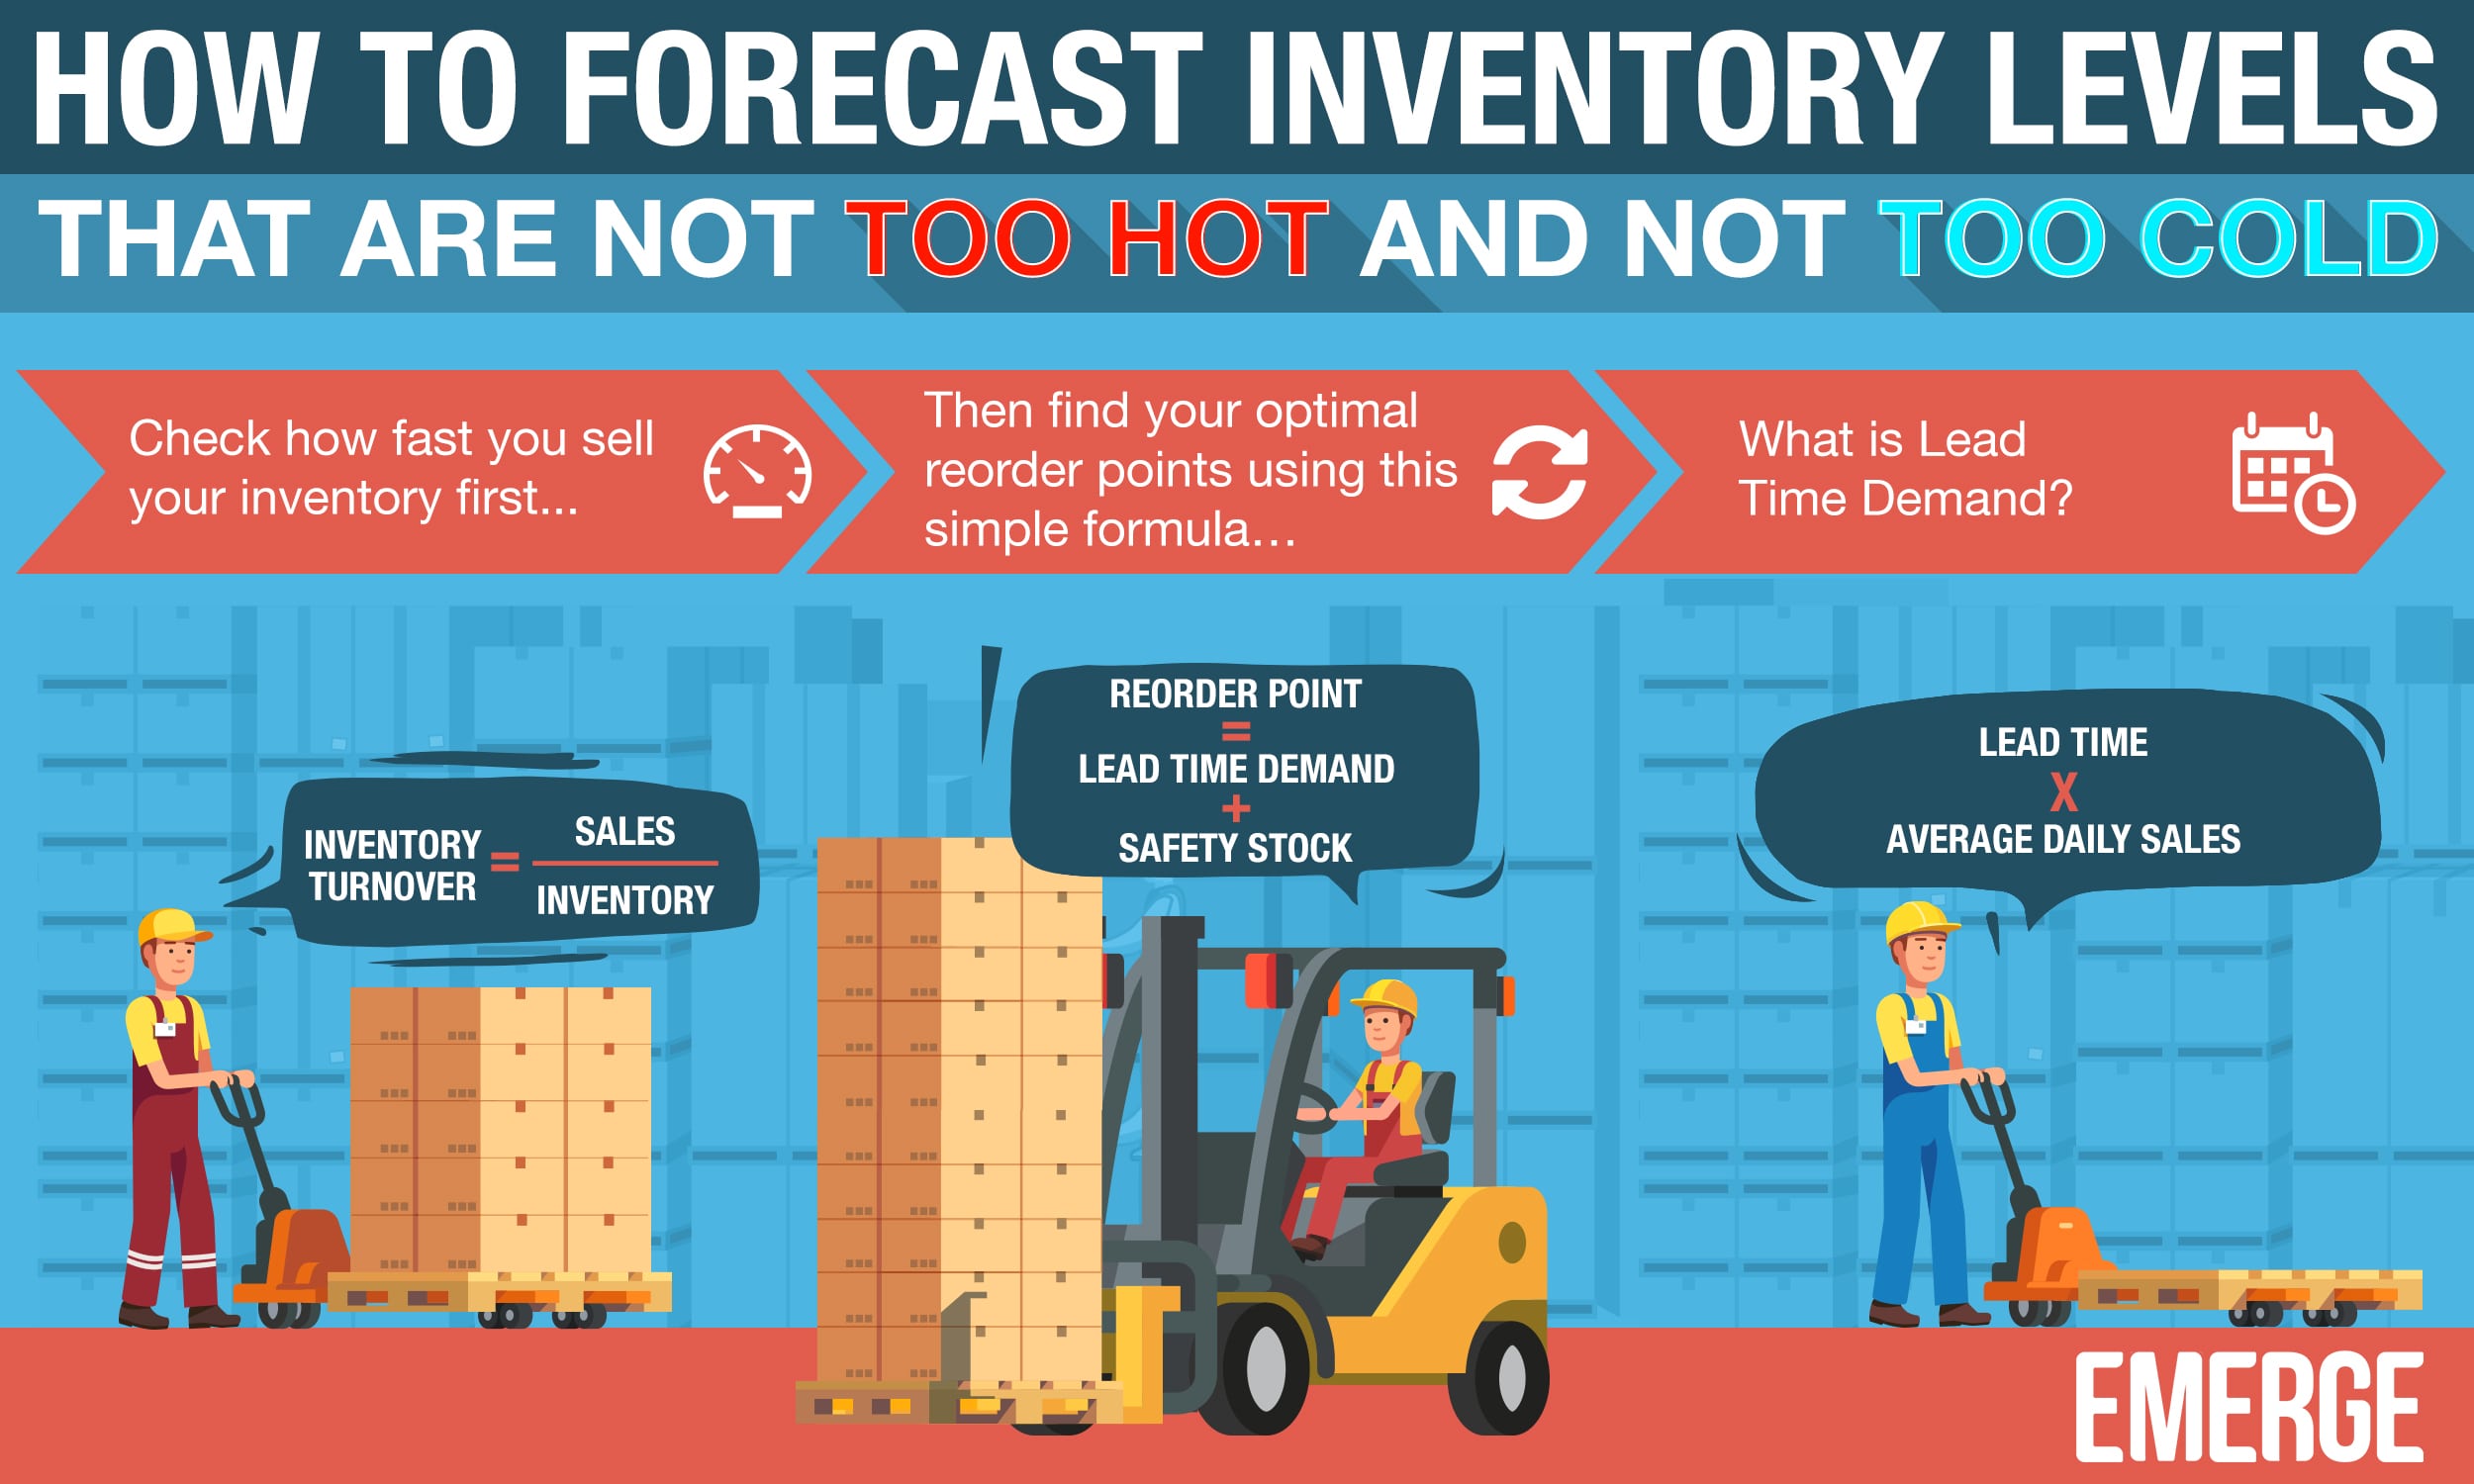 HOW TO FORECAST INVENTORY LEVELS
THAT ARE NOT TOO HOT AND NOT TOO COLD
Check how fast you sell
your inventory first...
Then find your optimal
reorder points using this
simple formula...
What is Lead
Time Demand?
INVENTORY
TURNOVER
=
SALES
INVENTORY
REORDER POINT
=
LEAD TIME DEMAND
+
SAFETY STOCK
LEAD TIME
X
AVERAGE DAILY SALES
EMERGE